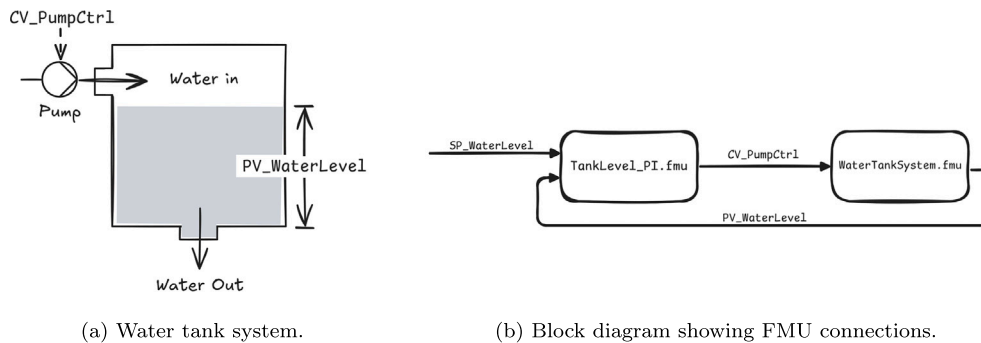 CV_PumpCtrl
Water in
Pump
PV_WaterLevel
Water Out
(a) Water tank system.
SP_WaterLevel
TankLevel_PI.fmu
CV_PumpCtrl
WaterTankSystem.fmu
PV_WaterLevel
(b) Block diagram showing FMU connections.